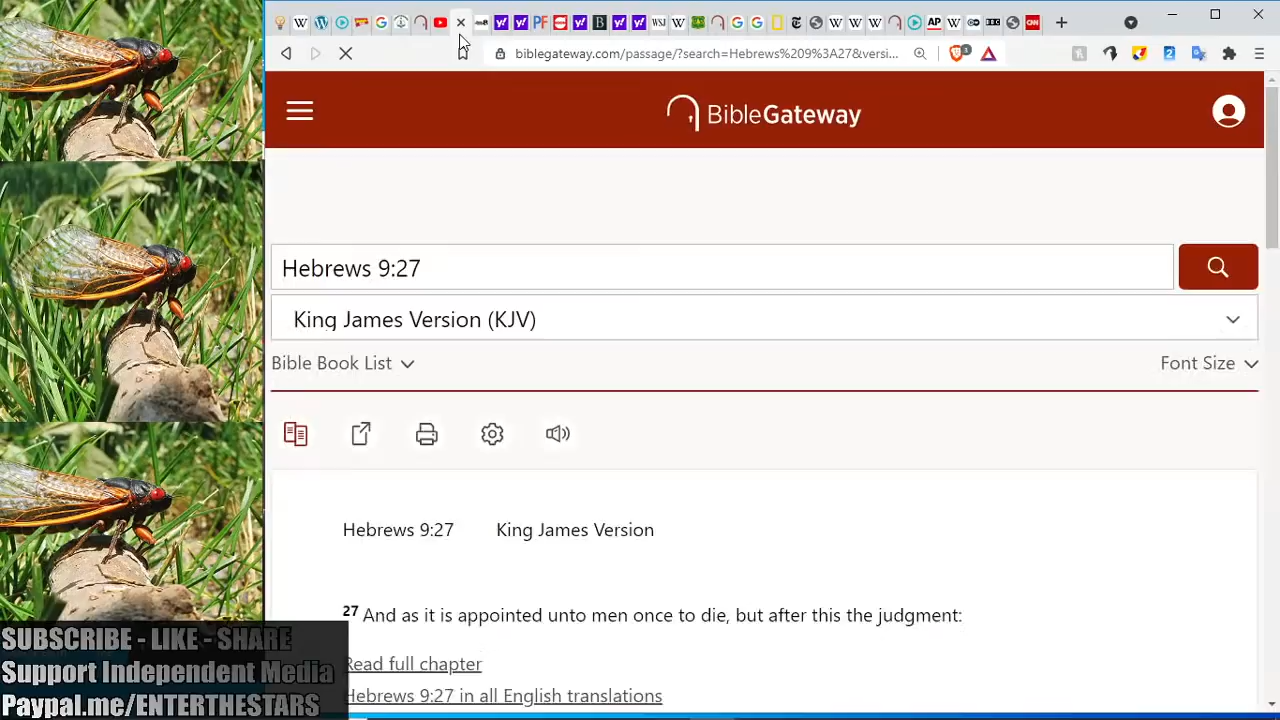 biblegateway.com/passage/?search=Hebrews%209%3A27&versi...
BibleGateway
Hebrews 9:27
King James Version (KJV)
Bible Book List
Font Size
Hebrews 9:27 King James Version
27 And as it is appointed unto men once to die, but after this the judgment:
Read full chapter
Hebrews 9:27 in all English translations
SUBSCRIBE - LIKE - SHARE
Support Independent Media
Paypal.me/ENTERTHESTARS